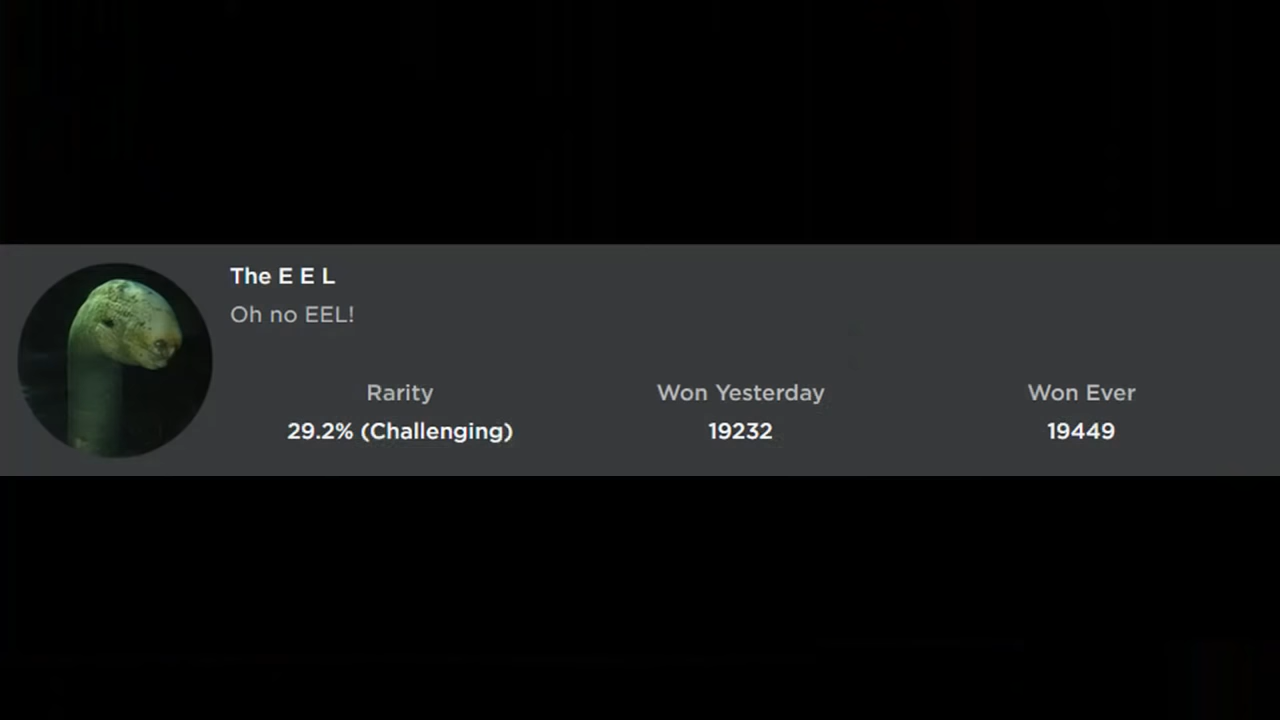 The E E L
Oh no EEL!
Rarity Won Yesterday Won Ever
29.2% (Challenging) 19232 19449